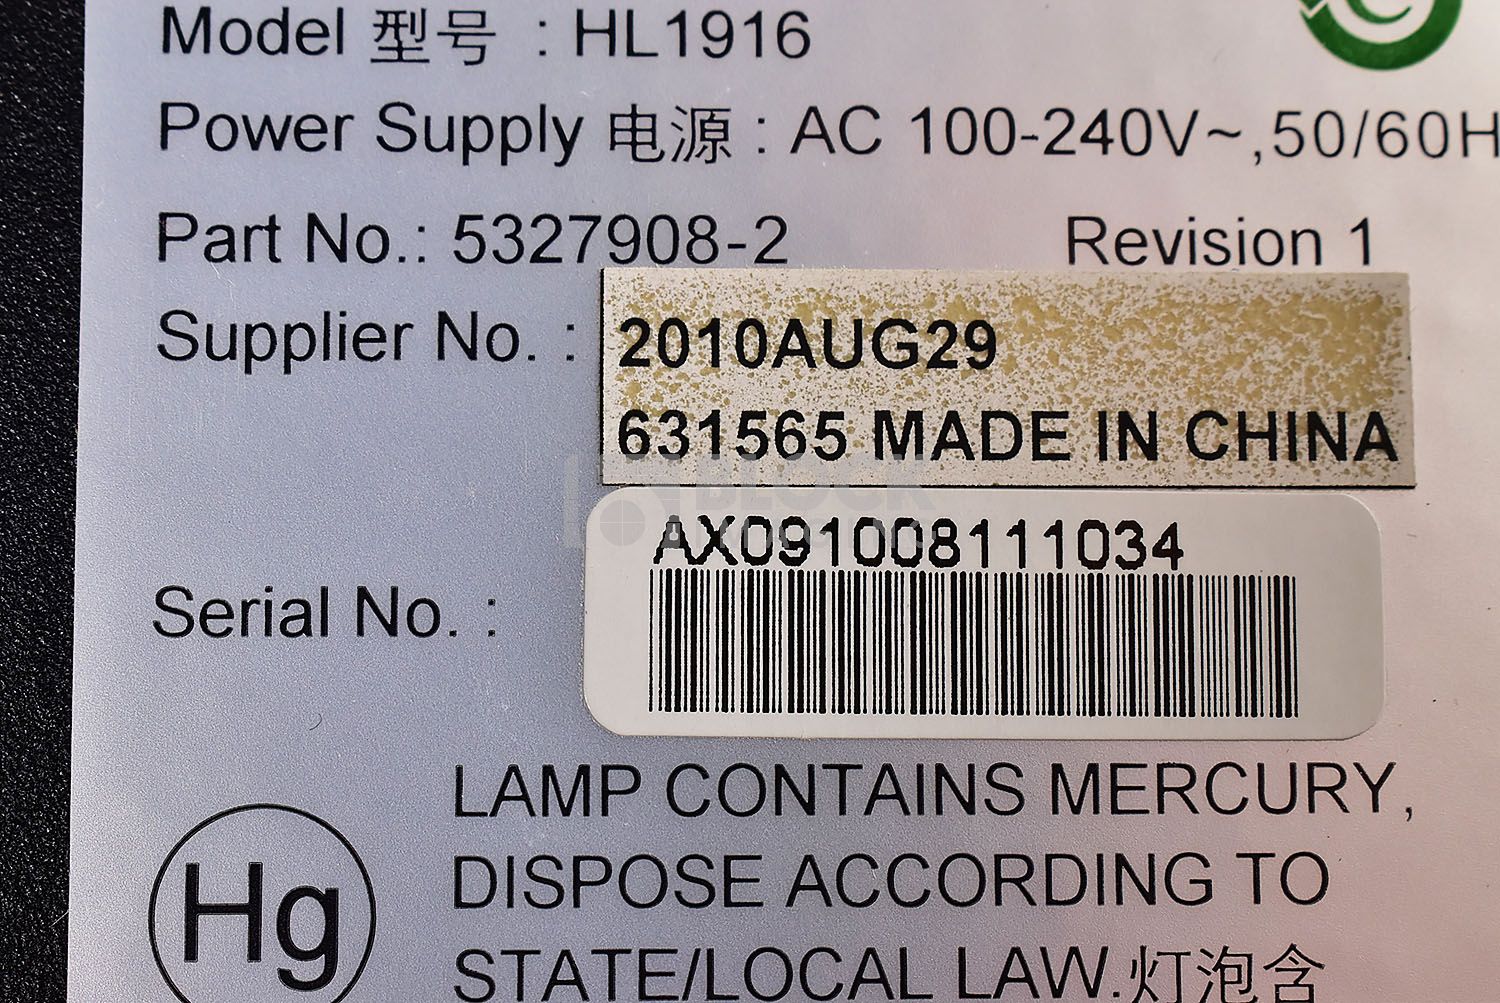 Model 型号 : HL1916
Power Supply 电源 : AC 100-240V~,50/60H
Part No.: 5327908-2 Revision 1
Supplier No. : 2010AUG29
631565 MADE IN CHINA
BLOCK
IMAGING
AX091008111034
Serial No. :
LAMP CONTAINS MERCURY,
DISPOSE ACCORDING TO
STATE/LOCAL LAW.灯泡含
Hg